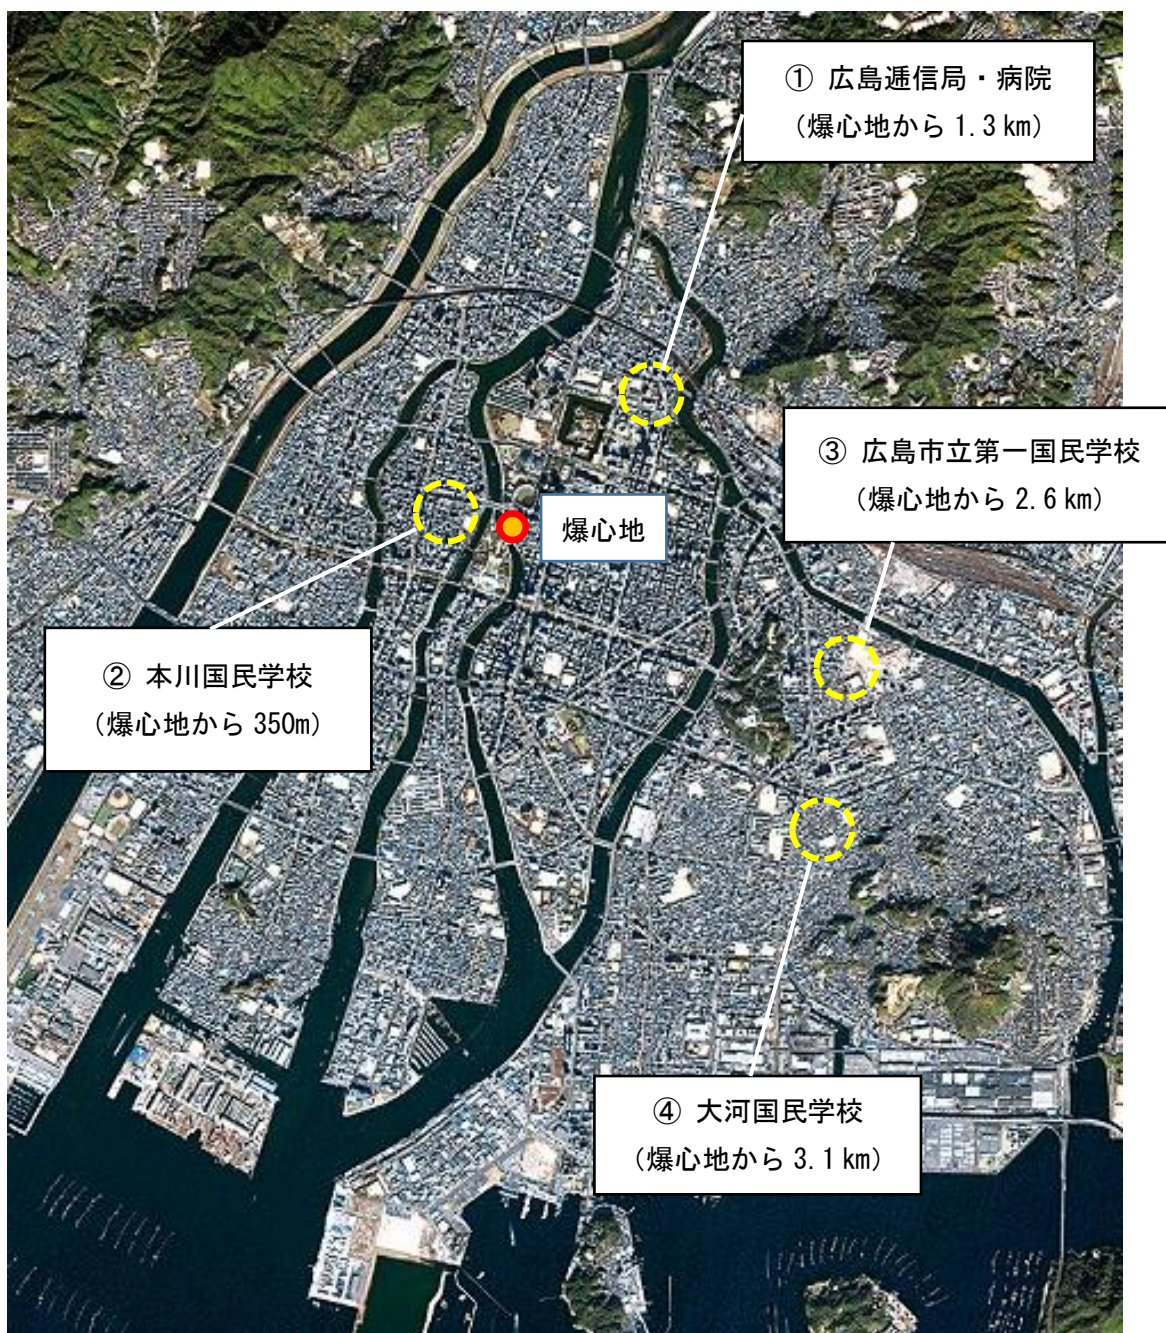 ① 広島逓信局・病院
（爆心地から 1.3 km）
③ 広島市立第一国民学校
（爆心地から 2.6 km）
爆心地
② 本川国民学校
（爆心地から 350m）
④ 大河国民学校
（爆心地から 3.1 km）